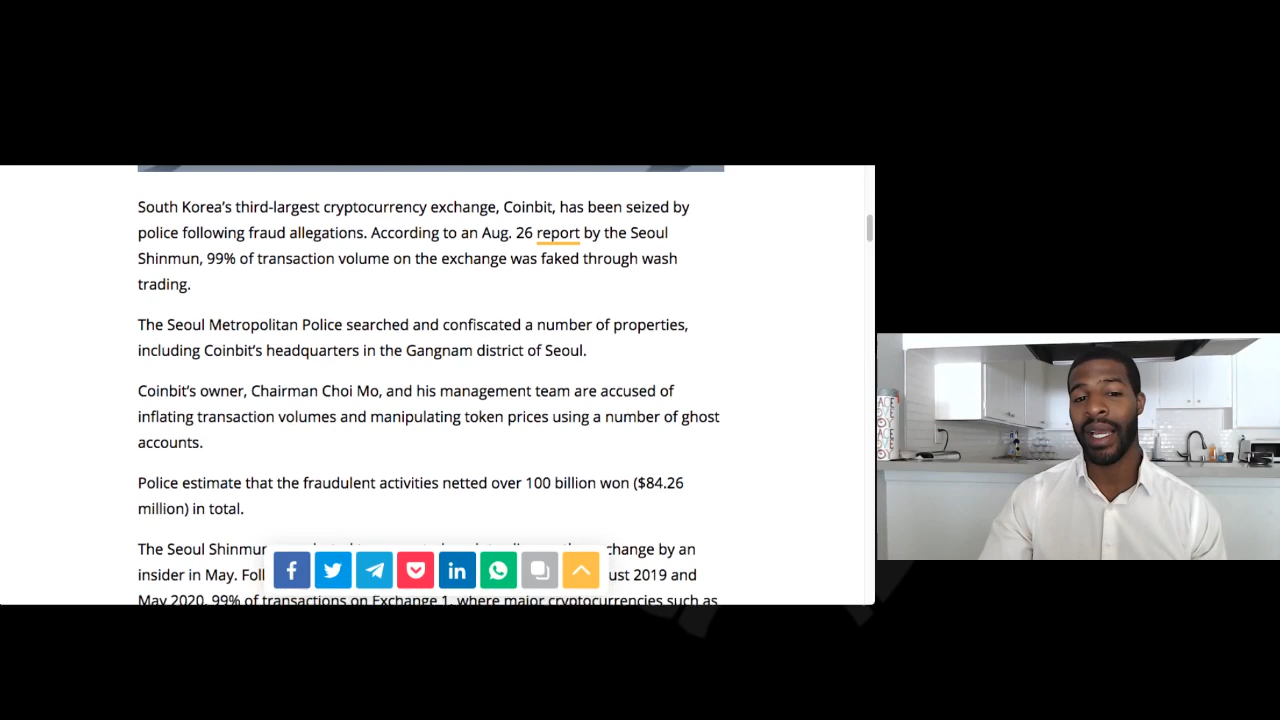 South Korea's third-largest cryptocurrency exchange, Coinbit, has been seized by
police following fraud allegations. According to an Aug. 26 report by the Seoul
Shinmun, 99% of transaction volume on the exchange was faked through wash
trading.
The Seoul Metropolitan Police searched and confiscated a number of properties,
including Coinbit's headquarters in the Gangnam district of Seoul.
Coinbit's owner, Chairman Choi Mo, and his management team are accused of
inflating transaction volumes and manipulating token prices using a number of ghost
accounts.
Police estimate that the fraudulent activities netted over 100 billion won ($84.26
million) in total.
The Seoul Shinmun change by an
insider in May. Foll ust 2019 and
May 2020, 99% of transactions on Exchange 1, where major cryptocurrencies such as